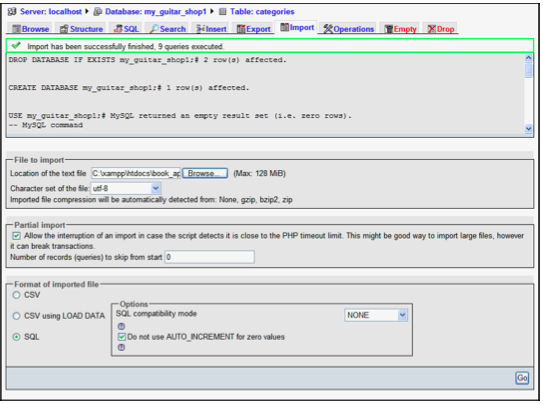 Server: localhost ▸ Database: my_guitar_shop1 ▸ Table: categories
Browse Structure SQL Search Insert Export Import Operations Empty Drop
Import has been successfully finished, 9 queries executed.
DROP DATABASE IF EXISTS my_guitar_shop1;# 2 row(s) affected.
CREATE DATABASE my_guitar_shop1;# 1 row(s) affected.
USE my_guitar_shop1;# MySQL returned an empty result set (i.e. zero rows).
-- MySQL command
File to import
Location of the text file C:\xampp\htdocs\book_ap Browse... (Max: 128 MiB)
Character set of the file: utf-8
Imported file compression will be automatically detected from: None, gzip, bzip2, zip
Partial import
Allow the interruption of an import in case the script detects it is close to the PHP timeout limit. This might be good way to import large files, however
it can break transactions.
Number of records (queries) to skip from start 0
Format of imported file
CSV
CSV using LOAD DATA
SQL
Options
SQL compatibility mode NONE
Do not use AUTO_INCREMENT for zero values
Go